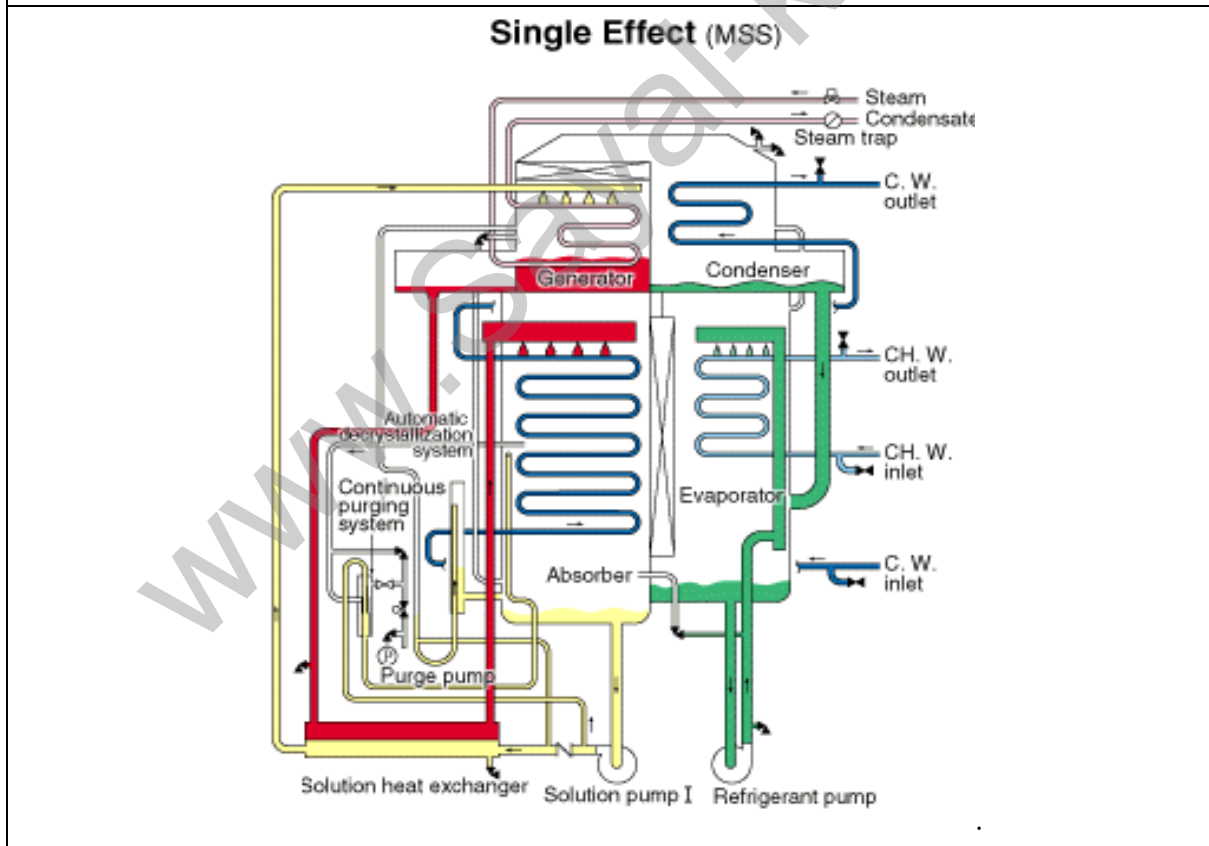 Single Effect (MSS)
Steam
Condensate
Steam trap
C. W.
outlet
Generator
Condenser
CH. W.
outlet
Automatic
decrystallization
system
CH. W.
inlet
Continuous
purging
system
Evaporator
Absorber
C. W.
inlet
P
Purge pump
Solution heat exchanger
Solution pump I
Refrigerant pump
.